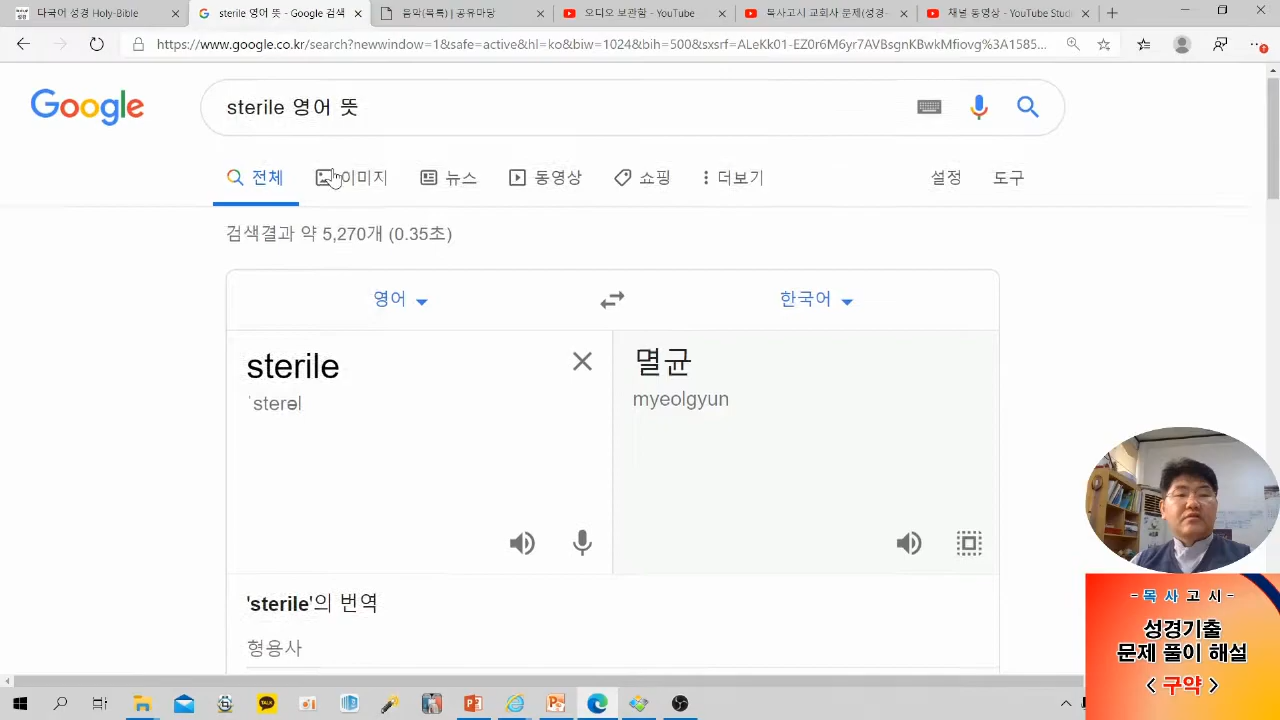 다국어 성경 Holy-Bible
sterile 영어 뜻 - Google 검색
음악(목록) | 공유마당
오디오 보관함 - YouTube
목사고시 교회사 문제(성경-
채널 동영상 - YouTube Stud
https://www.google.co.kr/search?newwindow=1&safe=active&hl=ko&biw=1024&bih=500&sxsrf=ALeKk01-EZ0r6M6yr7AVBsgnKBwkMfiovg%3A1585...
Google
sterile 영어 뜻
전체
이미지
뉴스
동영상
쇼핑
더보기
설정
도구
검색결과 약 5,270개 (0.35초)
영어
한국어
sterile
ˈsterəl
멸균
myeolgyun
'sterile'의 번역
형용사
- 목 사 고 시 -
성경기출
문제 풀이 해설
< 구약 >